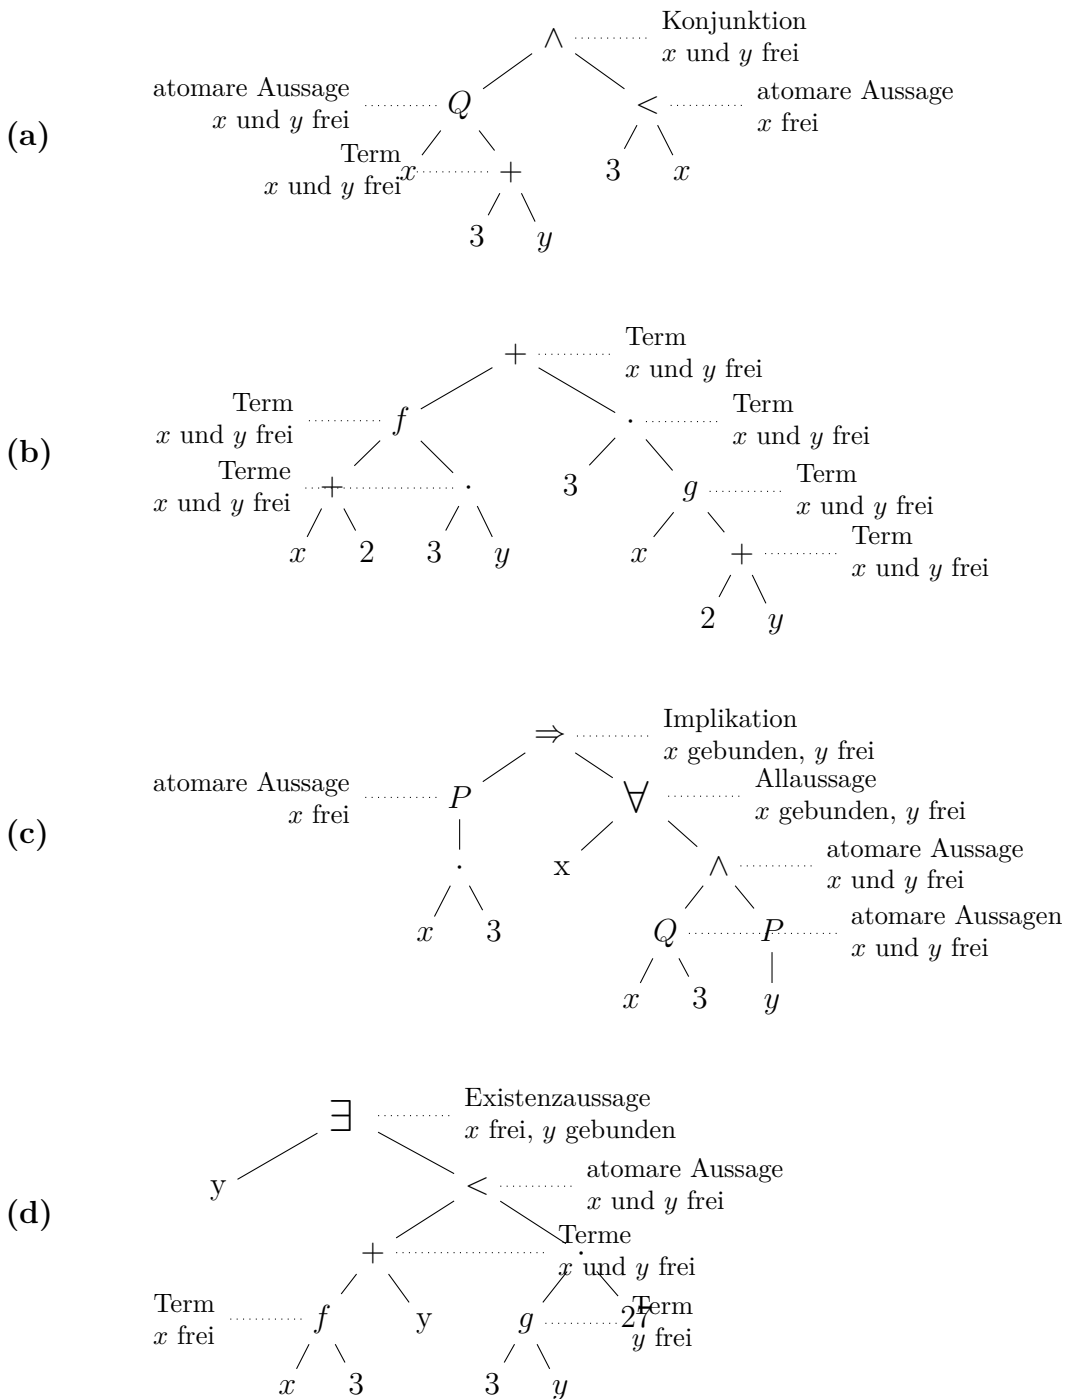 ∧ Konjunktion
x und y frei
atomare Aussage Q < atomare Aussage
x und y frei x frei
(a)
Term x + 3 x
x und y frei
3 y
+ Term
x und y frei
Term f · Term
x und y frei x und y frei
(b)
Terme + · 3 g Term
x und y frei x und y frei
x 2 3 y x + Term
x und y frei
2 y
⇒ Implikation
x gebunden, y frei
atomare Aussage P ∀ Allaussage
x frei x gebunden, y frei
(c)
· x ∧ atomare Aussage
x und y frei
x 3 Q P atomare Aussagen
x und y frei
x 3 y
∃ Existenzaussage
x frei, y gebunden
y < atomare Aussage
x und y frei
(d)
+ · Terme
x und y frei
Term f y g 27 Term
x frei y frei
x 3 3 y